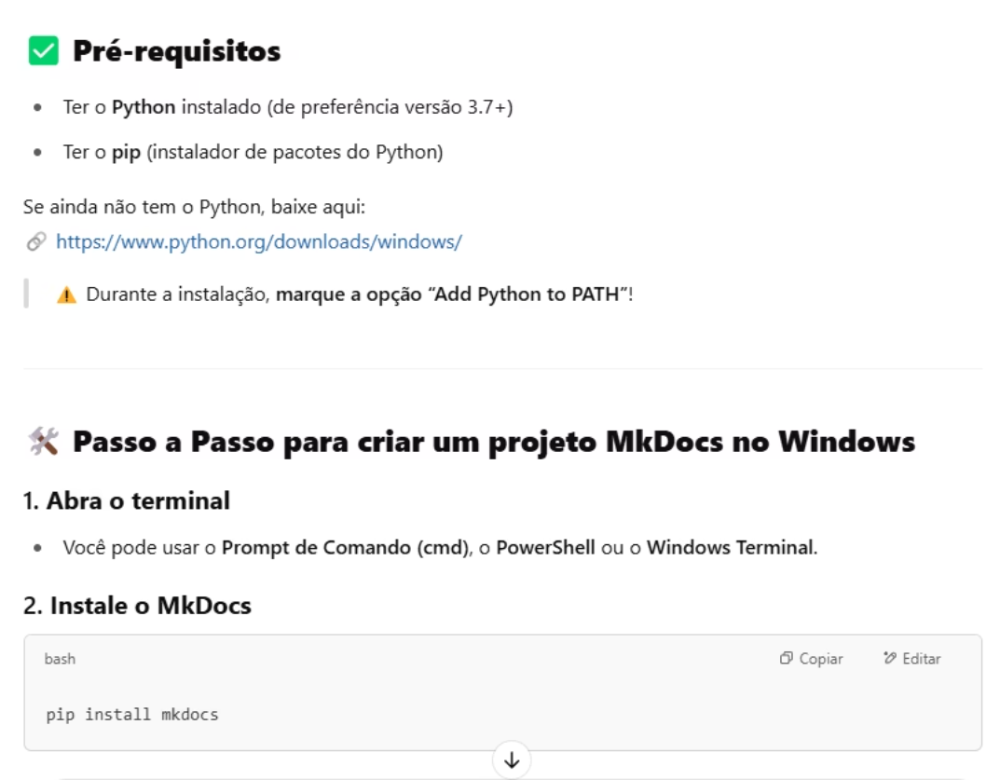 Pré-requisitos
Ter o Python instalado (de preferência versão 3.7+)
Ter o pip (instalador de pacotes do Python)
Se ainda não tem o Python, baixe aqui:
https://www.python.org/downloads/windows/
Durante a instalação, marque a opção “Add Python to PATH”!
Passo a Passo para criar um projeto MkDocs no Windows
1. Abra o terminal
Você pode usar o Prompt de Comando (cmd), o PowerShell ou o Windows Terminal.
2. Instale o MkDocs
bash Copiar Editar
pip install mkdocs